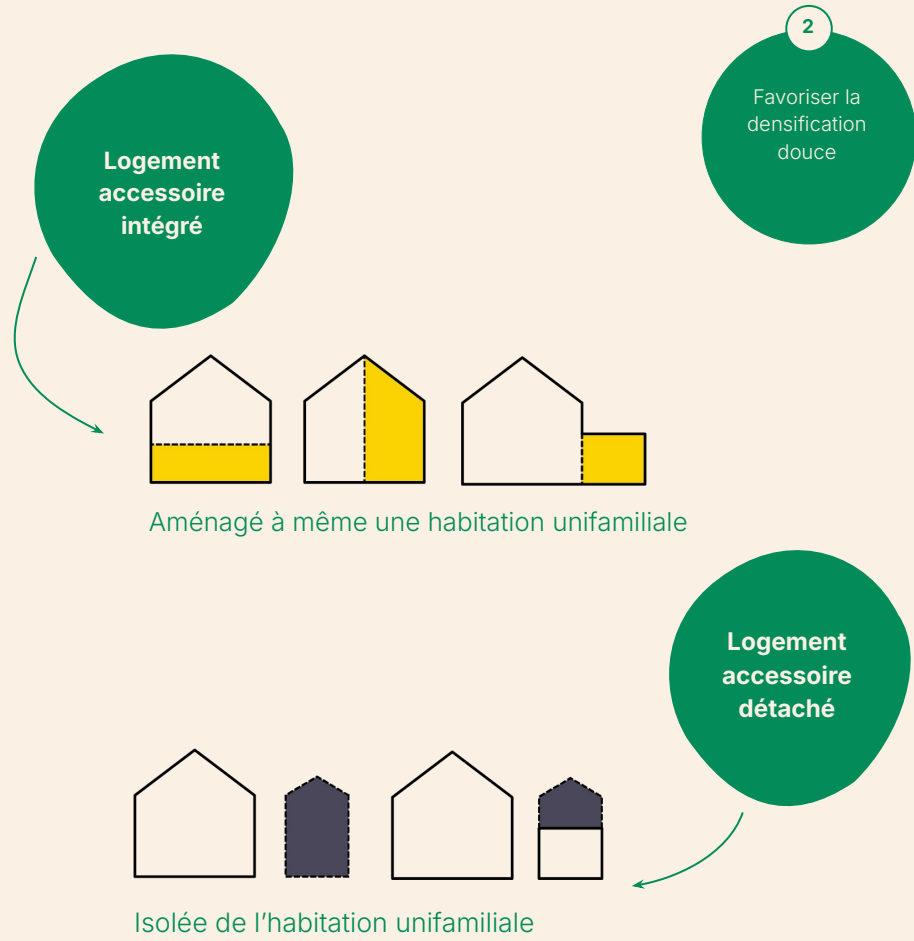 2
Favoriser la
densification
douce
Logement
accessoire
intégré
Aménagé à même une habitation unifamiliale
Logement
accessoire
détaché
Isolée de l'habitation unifamiliale